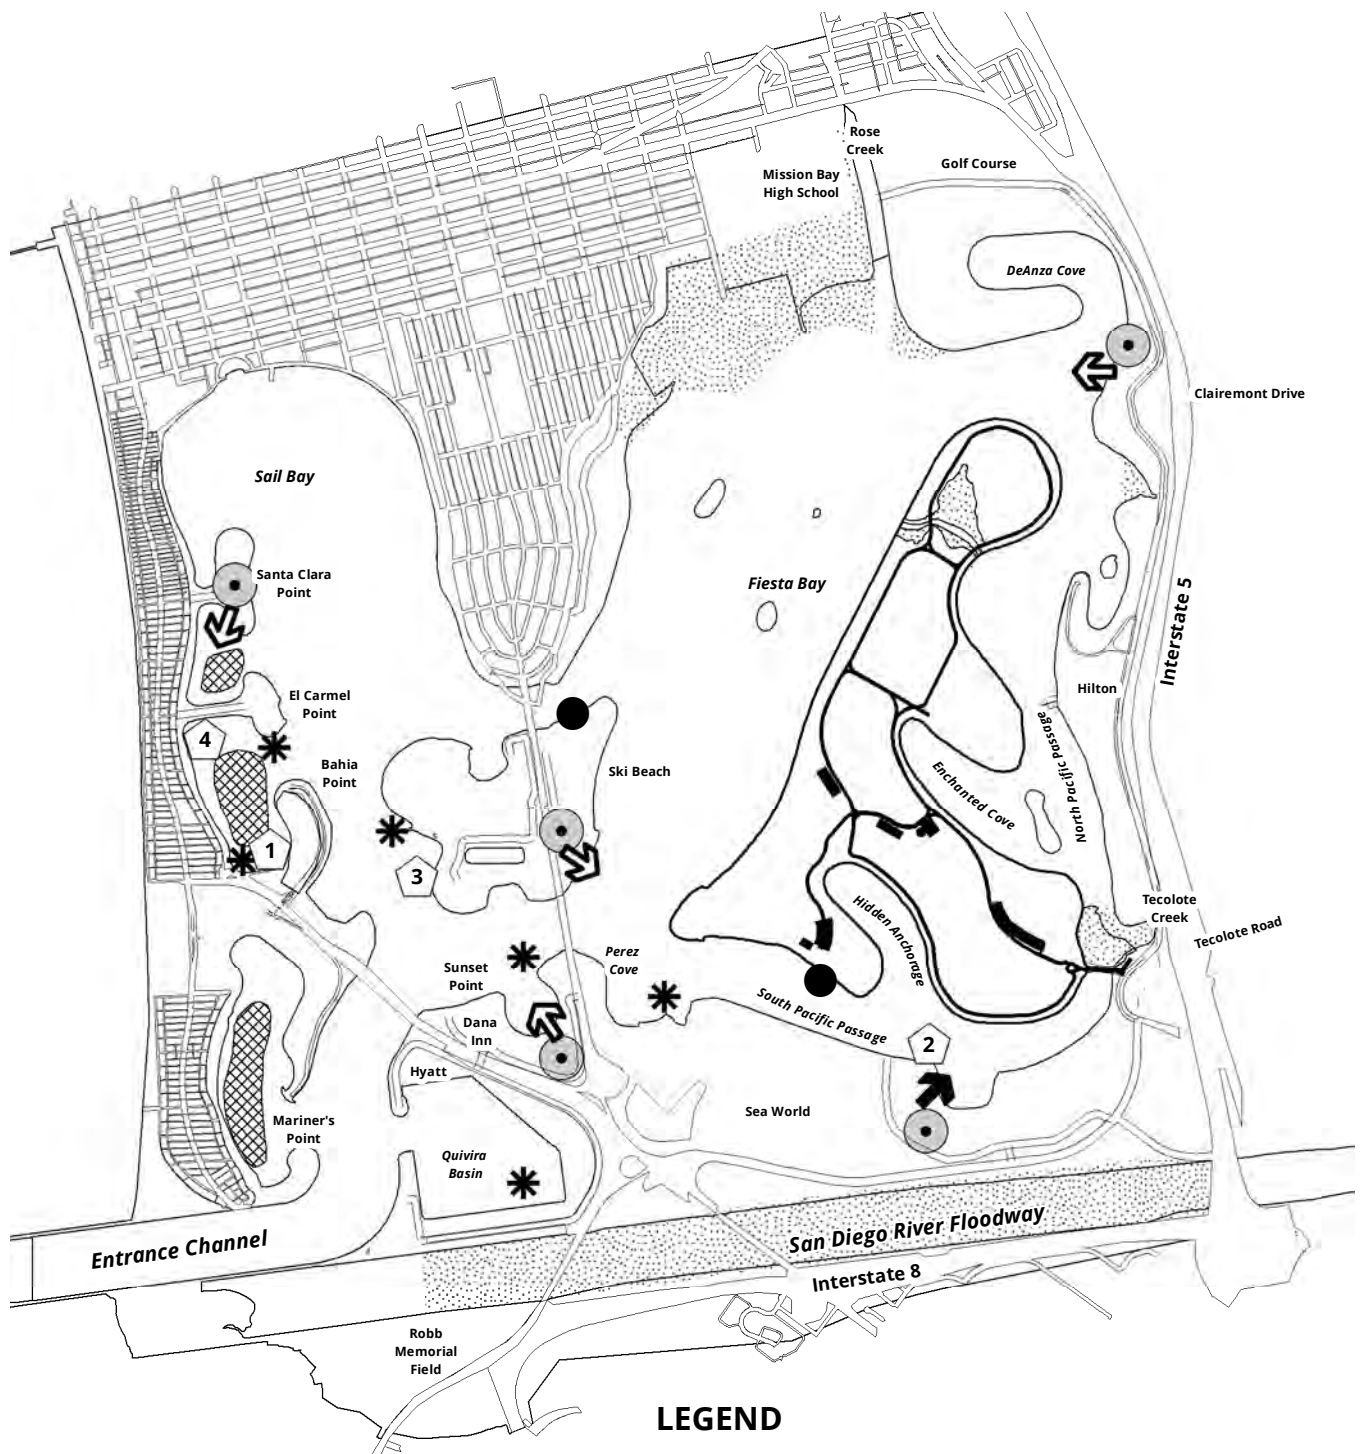 Rose
Creek
Golf Course
Mission Bay
High School
DeAnza Cove
Clairemont Drive
Sail Bay
Santa Clara
Point
Fiesta Bay
Interstate 5
El Carmel
Point
Hilton
North Pacific Passage
4
Bahia
Point
Ski Beach
Enchanted Cove
1
3
Hidden Anchorage
Tecolote
Creek
Tecolote Road
Perez
Cove
Sunset
Point
South Pacific Passage
Dana
Inn
2
Hyatt
Sea World
Mariner's
Point
Quivira
Basin
Entrance Channel
San Diego River Floodway
Interstate 8
Robb
Memorial
Field
LEGEND